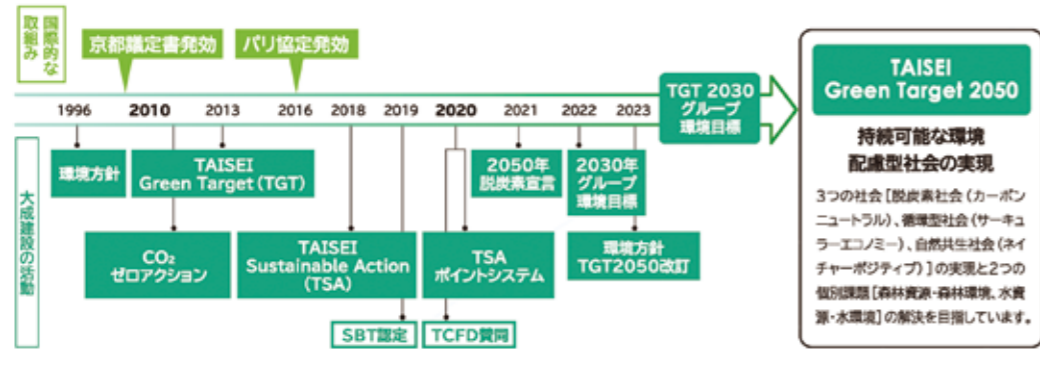 国際的な
取組み
京都議定書発効
パリ協定発効
1996
2010
2013
2016
2018
2019
2020
2021
2022
2023
TGT 2030
グループ
環境目標
大成建設の活動
環境方針
TAISEI
Green Target (TGT)
2050年
脱炭素宣言
2030年
グループ
環境目標
CO₂
ゼロアクション
TAISEI
Sustainable Action
(TSA)
TSA
ポイントシステム
環境方針
TGT2050改訂
SBT認定
TCFD賛同
TAISEI
Green Target 2050
持続可能な環境
配慮型社会の実現
3つの社会[脱炭素社会(カーボン
ニュートラル)、循環型社会(サーキュ
ラーエコノミー)、自然共生社会(ネイ
チャーポジティブ)]の実現と2つの
個別課題[森林資源・森林環境、水資
源・水環境]の解決を目指しています。